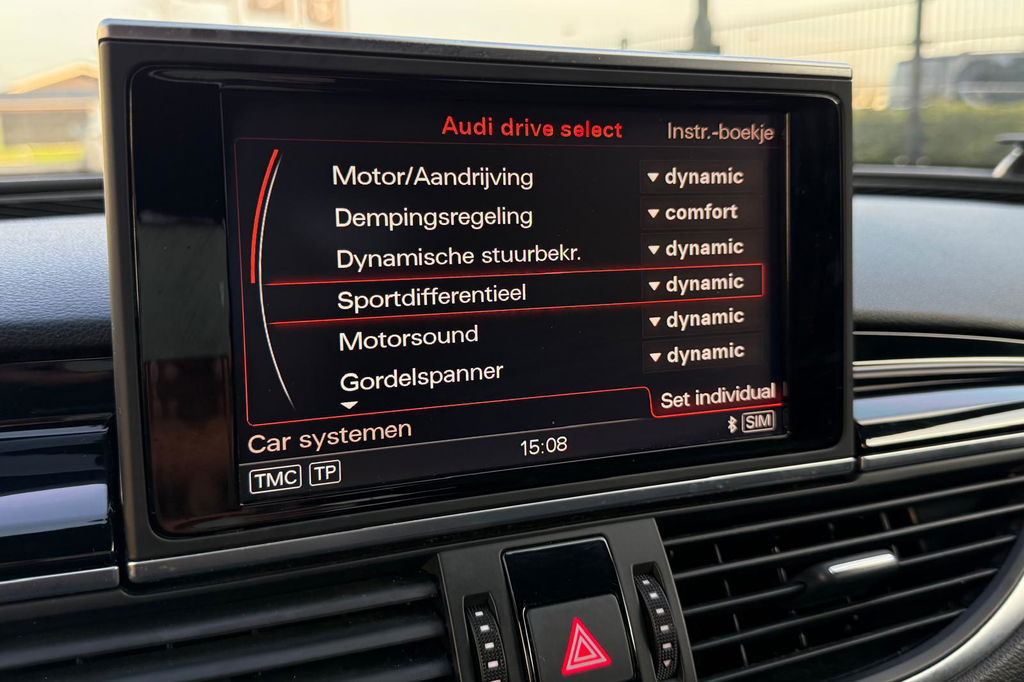 Audi drive select Instr.-boekje
Motor/Aandrijving dynamic
Dempingsregeling comfort
Dynamische stuurbekr. dynamic
Sportdifferentieel dynamic
Motorsound dynamic
Gordelspanner dynamic
Set individual
Car systemen
TMC TP 15:08 SIM